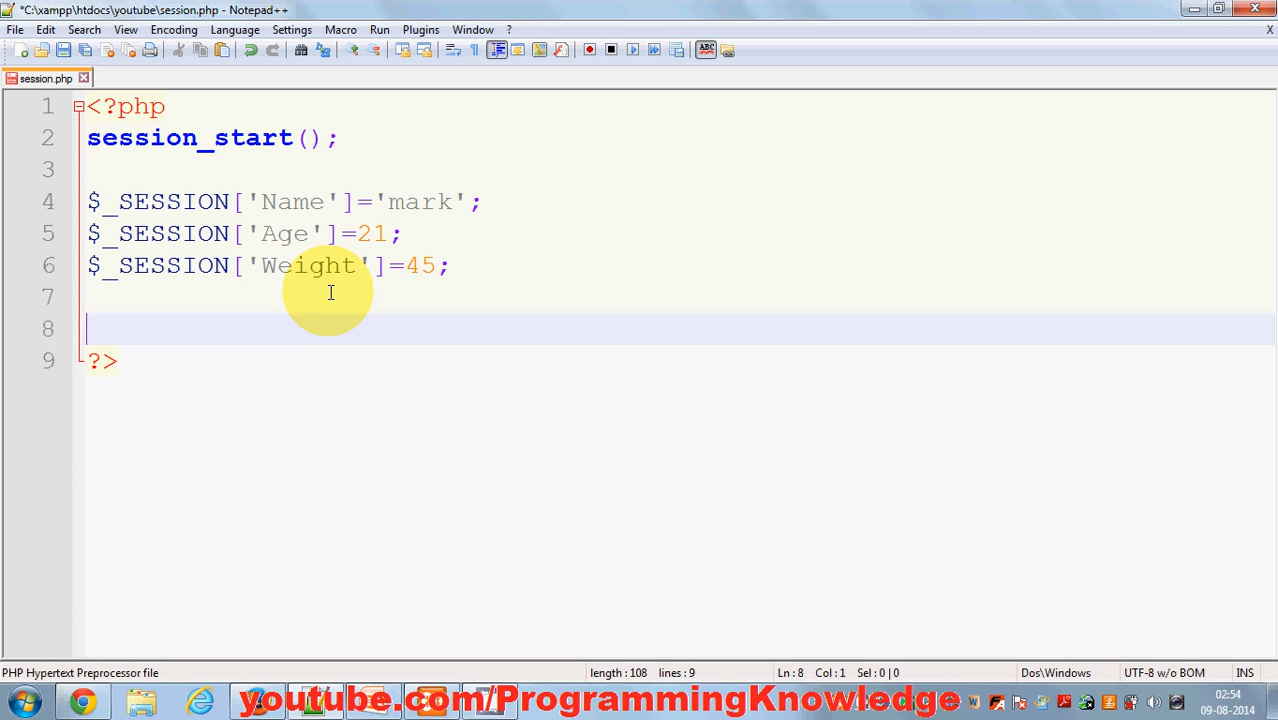 *C:\xampp\htdocs\youtube\session.php - Notepad++
File Edit Search View Encoding Language Settings Macro Run Plugins Window ? X
ABC
session.php
1 <?php
2 session_start();
3
4 $_SESSION['Name']='mark';
5 $_SESSION['Age']=21;
6 $_SESSION['Weight']=45;
7
8
9 ?>
PHP Hypertext Preprocessor file length : 108 lines : 9 Ln : 8 Col : 1 Sel : 0 | 0 Dos\Windows UTF-8 w/o BOM INS
youtube.com/ProgrammingKnowledge
02:54
09-08-2014